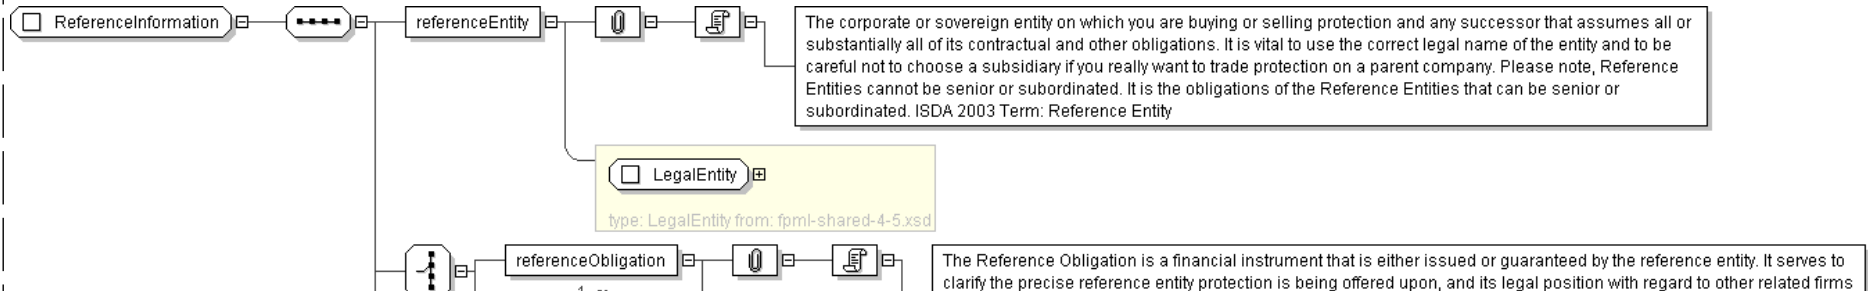 ReferenceInformation
referenceEntity
The corporate or sovereign entity on which you are buying or selling protection and any successor that assumes all or
substantially all of its contractual and other obligations. It is vital to use the correct legal name of the entity and to be
careful not to choose a subsidiary if you really want to trade protection on a parent company. Please note, Reference
Entities cannot be senior or subordinated. It is the obligations of the Reference Entities that can be senior or
subordinated. ISDA 2003 Term: Reference Entity
LegalEntity
type: LegalEntity from: fpml-shared-4-5.xsd
referenceObligation
The Reference Obligation is a financial instrument that is either issued or guaranteed by the reference entity. It serves to
clarify the precise reference entity protection is being offered upon, and its legal position with regard to other related firms